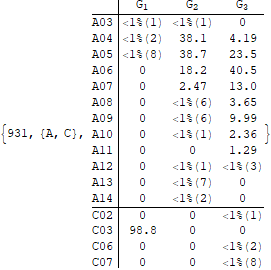 G1 G2 G3
A03 <1%(1) <1%(1) 0
A04 <1%(2) 38.1 4.19
A05 <1%(8) 38.7 23.5
A06 0 18.2 40.5
A07 0 2.47 13.0
A08 0 <1%(6) 3.65
A09 0 <1%(6) 9.99
{931, {A, C}, A10 0 <1%(1) 2.36 }
A11 0 0 1.29
A12 0 <1%(1) <1%(3)
A13 0 <1%(7) 0
A14 0 <1%(2) 0
C02 0 0 <1%(1)
C03 98.8 0 0
C06 0 0 <1%(2)
C07 0 0 <1%(8)